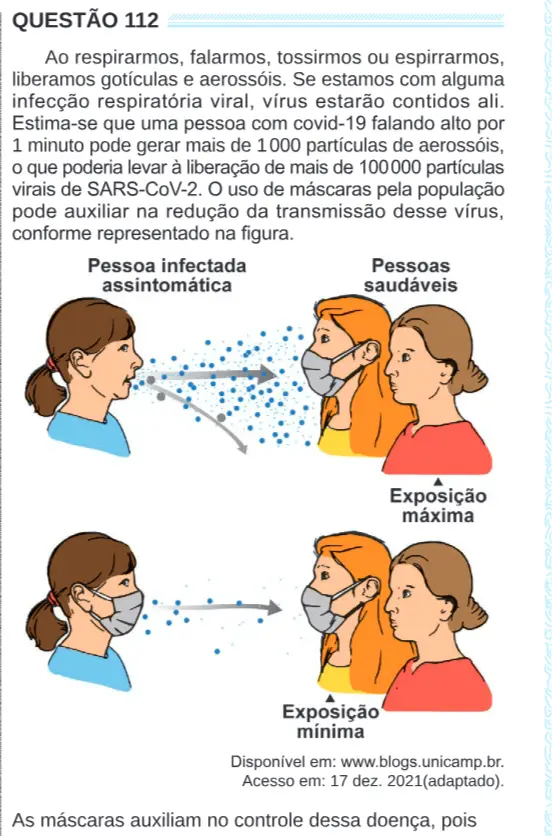 QUESTÃO 112
Ao respirarmos, falarmos, tossirmos ou espirrarmos,
liberamos gotículas e aerossóis. Se estamos com alguma
infecção respiratória viral, vírus estarão contidos ali.
Estima-se que uma pessoa com covid-19 falando alto por
1 minuto pode gerar mais de 1 000 partículas de aerossóis,
o que poderia levar à liberação de mais de 100 000 partículas
virais de SARS-CoV-2. O uso de máscaras pela população
pode auxiliar na redução da transmissão desse vírus,
conforme representado na figura.
Pessoa infectada
assintomática
Pessoas
saudáveis
Exposição
máxima
Exposição
mínima
Disponível em: www.blogs.unicamp.br.
Acesso em: 17 dez. 2021(adaptado).
As máscaras auxiliam no controle dessa doença, pois